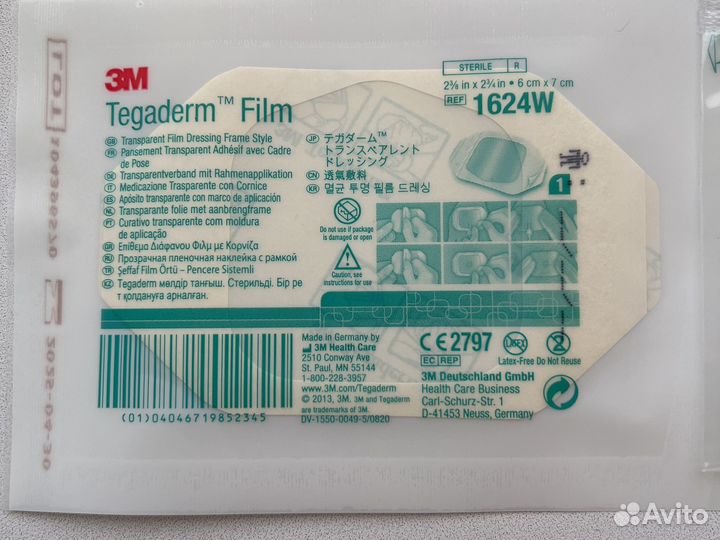 3M
Tegaderm™ Film
GB Transparent Film Dressing Frame Style
FR Pansement Transparent Adhésif avec Cadre
de Pose
DE Transparentverband mit Rahmenapplikation
IT Medicazione Trasparente con Cornice
ES Apósito transparente con marco de aplicación
NL Transparante folie met aanbrengframe
PT Curativo transparente com moldura
de aplicação
GR Επίθεμα Διάφανου Φιλμ με Κορνίζα
RU Прозрачная пленочная наклейка с рамкой
TR Şeffaf Film Örtü – Pencere Sistemli
KZ Tegaderm мөлдір таңғыш. Стерильді. Бір рет
қолдануға арналған.
JP テガダーム™
トランスペアレント
ドレッシング
CN 透氣敷料
KR 멸균 투명 필름 드레싱
STERILE R
2⅜ in x 2¾ in • 6 cm x 7 cm
REF 1624W
1
Do not use if package
is damaged or open
Caution, see
instructions for use
Made in Germany by
3M Health Care
2510 Conway Ave
St. Paul, MN 55144
1-800-228-3957
www.3M.com/Tegaderm
© 2013, 3M. 3M and Tegaderm
are trademarks of 3M.
DV-1550-0049-5/0820
CE 2797
EC REP
LATEX
2
Latex-Free Do Not Reuse
3M Deutschland GmbH
Health Care Business
Carl-Schurz-Str. 1
D-41453 Neuss, Germany
(01)04046719852345
LOT
104396570
2025-04-30
Avito